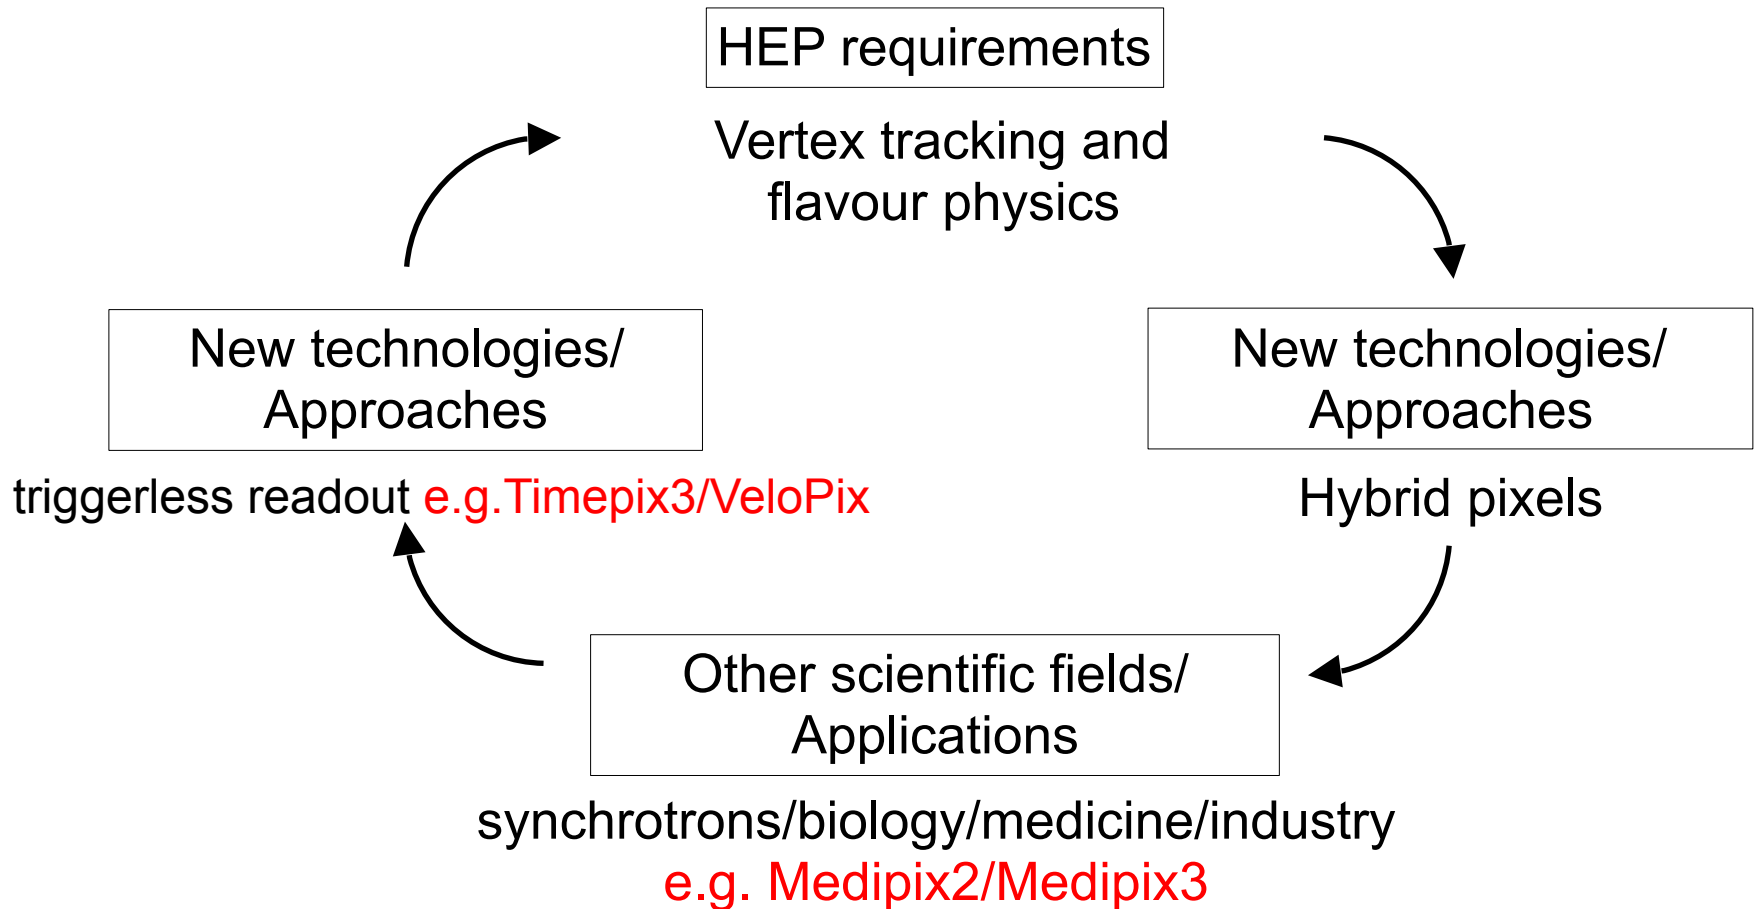 HEP requirements
Vertex tracking and
flavour physics
New technologies/
Approaches
triggerless readout e.g.Timepix3/VeloPix
New technologies/
Approaches
Hybrid pixels
Other scientific fields/
Applications
synchrotrons/biology/medicine/industry
e.g. Medipix2/Medipix3